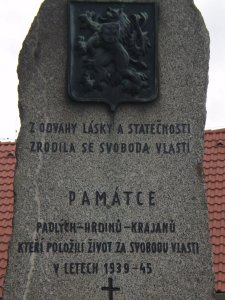 Z ODVAHY LÁSKY A STATEČNOSTI
ZRODILA SE SVOBODA VLASTI
PAMÁTCE
PADLÝCH-HRDINŮ-KRAJANŮ
KTEŘÍ POLOŽILI ŽIVOT ZA SVOBODU VLASTI
V LETECH 1939-45